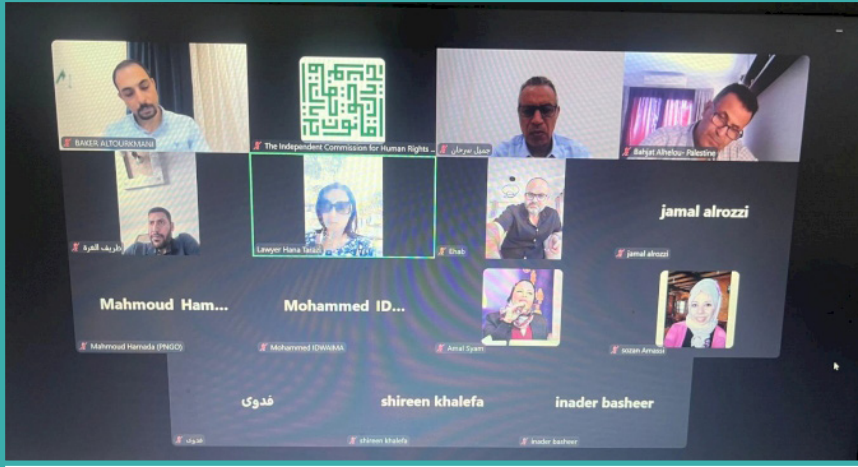 BAKER ALTOURKMANI
The Independent Commission for Human Rights -
جميل سرحان
Bahjat Alhelou- Palestine
ظريف الغرة
Lawyer Hana Tarazi
Ehab
jamal alrozzi
jamal alrozzi
Mahmoud Ham...
Mahmoud Hamada (PNGO)
Mohammed ID...
Mohammed IDWAIMA
Amal Syam
sozan Amassi
فدوى
فدوى
shireen khalefa
shireen khalefa
inader basheer
inader basheer